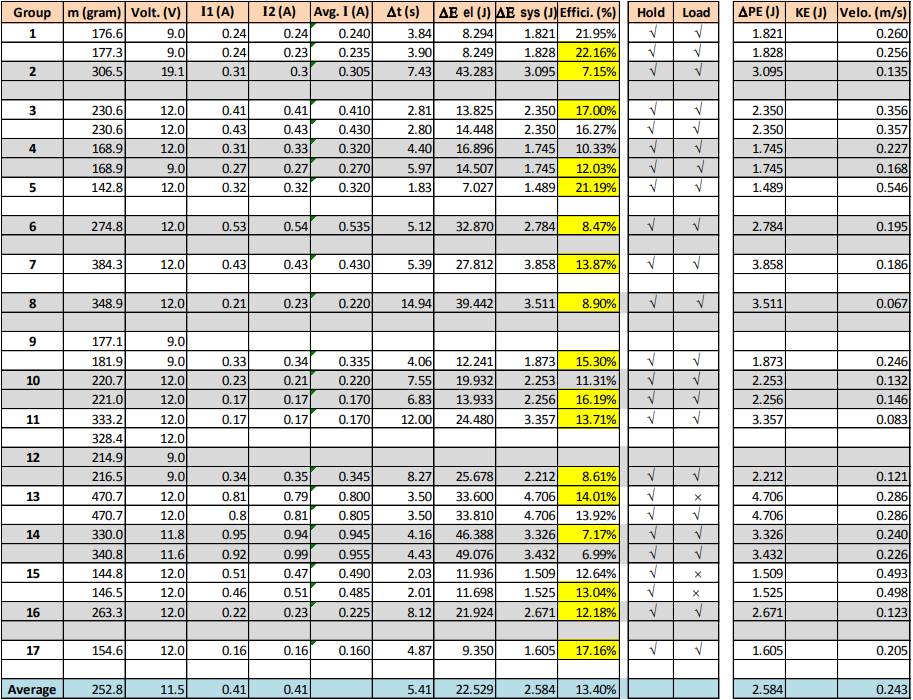 Group m (gram) Volt. (V) I1 (A) I2 (A) Avg. I (A) Δt (s) ΔE el (J) ΔE sys (J) Effici. (%) Hold Load ΔPE (J) KE (J) Velo. (m/s)
1 176.6 9.0 0.24 0.24 0.240 3.84 8.294 1.821 21.95% √ √ 1.821 0.260
177.3 9.0 0.24 0.23 0.235 3.90 8.249 1.828 22.16% √ √ 1.828 0.256
2 306.5 19.1 0.31 0.3 0.305 7.43 43.283 3.095 7.15% √ √ 3.095 0.135
3 230.6 12.0 0.41 0.41 0.410 2.81 13.825 2.350 17.00% √ √ 2.350 0.356
230.6 12.0 0.43 0.43 0.430 2.80 14.448 2.350 16.27% √ √ 2.350 0.357
4 168.9 12.0 0.31 0.33 0.320 4.40 16.896 1.745 10.33% √ √ 1.745 0.227
168.9 9.0 0.27 0.27 0.270 5.97 14.507 1.745 12.03% √ √ 1.745 0.168
5 142.8 12.0 0.32 0.32 0.320 1.83 7.027 1.489 21.19% √ √ 1.489 0.546
6 274.8 12.0 0.53 0.54 0.535 5.12 32.870 2.784 8.47% √ √ 2.784 0.195
7 384.3 12.0 0.43 0.43 0.430 5.39 27.812 3.858 13.87% √ √ 3.858 0.186
8 348.9 12.0 0.21 0.23 0.220 14.94 39.442 3.511 8.90% √ √ 3.511 0.067
9 177.1 9.0
181.9 9.0 0.33 0.34 0.335 4.06 12.241 1.873 15.30% √ √ 1.873 0.246
10 220.7 12.0 0.23 0.21 0.220 7.55 19.932 2.253 11.31% √ √ 2.253 0.132
221.0 12.0 0.17 0.17 0.170 6.83 13.933 2.256 16.19% √ √ 2.256 0.146
11 333.2 12.0 0.17 0.17 0.170 12.00 24.480 3.357 13.71% √ √ 3.357 0.083
328.4 12.0
12 214.9 9.0
216.5 9.0 0.34 0.35 0.345 8.27 25.678 2.212 8.61% √ √ 2.212 0.121
13 470.7 12.0 0.81 0.79 0.800 3.50 33.600 4.706 14.01% √ × 4.706 0.286
470.7 12.0 0.8 0.81 0.805 3.50 33.810 4.706 13.92% √ √ 4.706 0.286
14 330.0 11.8 0.95 0.94 0.945 4.16 46.388 3.326 7.17% √ √ 3.326 0.240
340.8 11.6 0.92 0.99 0.955 4.43 49.076 3.432 6.99% √ √ 3.432 0.226
15 144.8 12.0 0.51 0.47 0.490 2.03 11.936 1.509 12.64% √ × 1.509 0.493
146.5 12.0 0.46 0.51 0.485 2.01 11.698 1.525 13.04% √ × 1.525 0.498
16 263.3 12.0 0.22 0.23 0.225 8.12 21.924 2.671 12.18% √ √ 2.671 0.123
17 154.6 12.0 0.16 0.16 0.160 4.87 9.350 1.605 17.16% √ √ 1.605 0.205
Average 252.8 11.5 0.41 0.41 5.41 22.529 2.584 13.40% 2.584 0.243